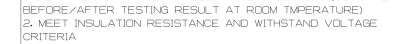 BEFORE/AFTER TESTING RESULT AT ROOM TMPERATURE)
2. MEET INSULATION RESISTANCE AND WITHSTAND VOLTAGE
CRITERIA